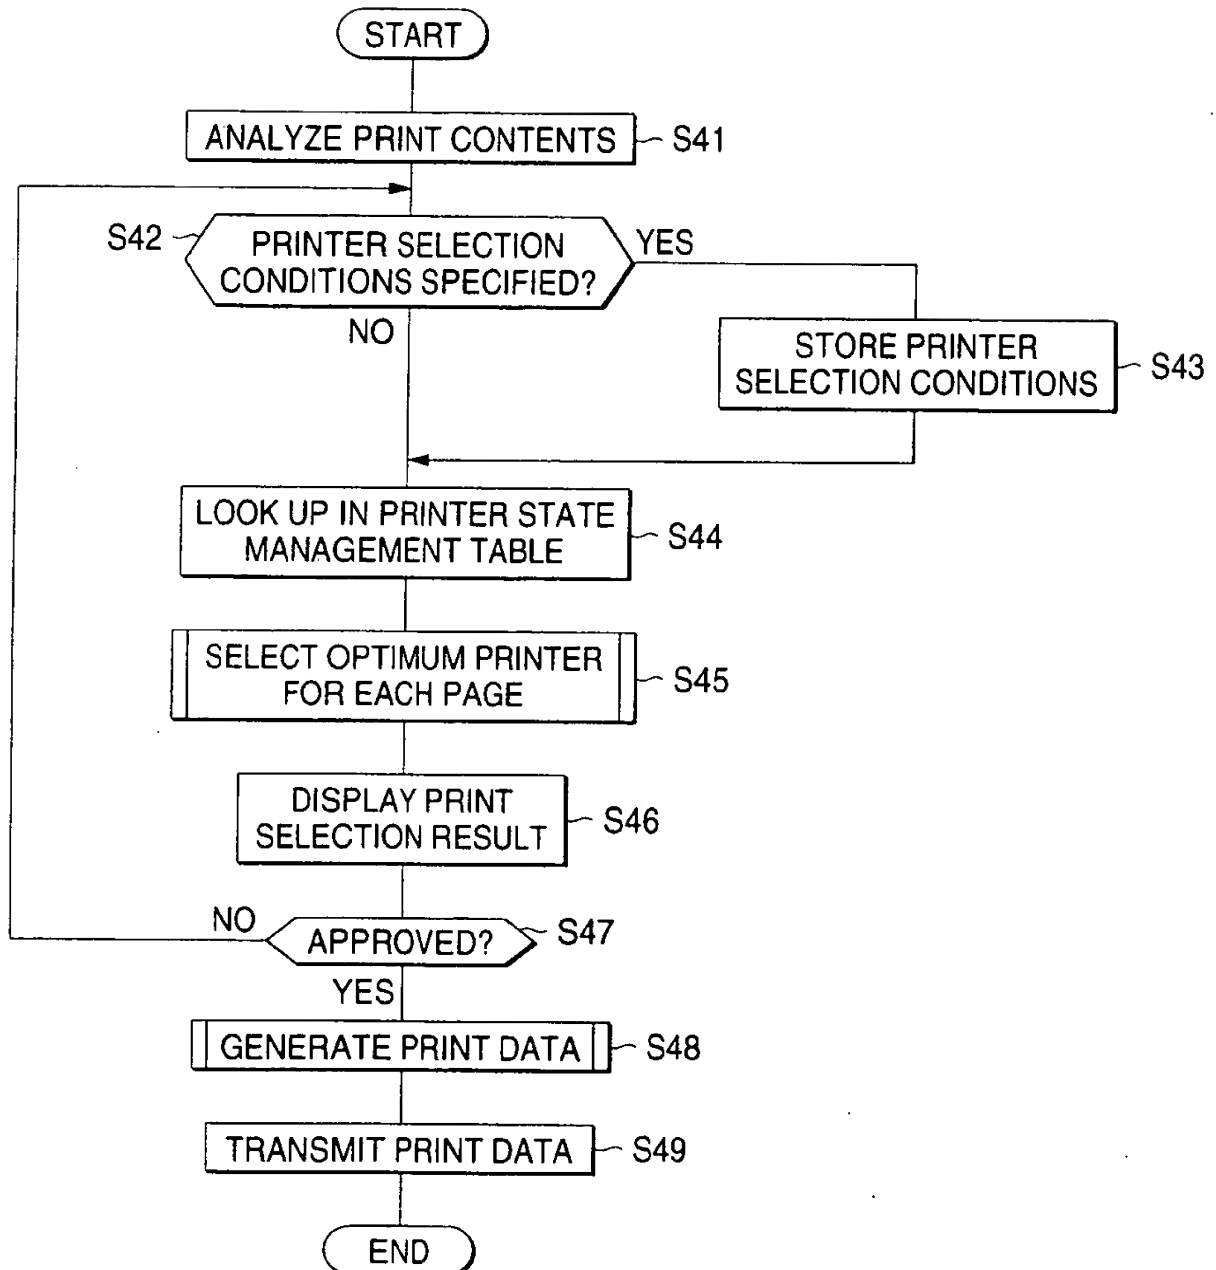 START
ANALYZE PRINT CONTENTS
S41
S42
PRINTER SELECTION
CONDITIONS SPECIFIED?
YES
NO
STORE PRINTER
SELECTION CONDITIONS
S43
LOOK UP IN PRINTER STATE
MANAGEMENT TABLE
S44
SELECT OPTIMUM PRINTER
FOR EACH PAGE
S45
DISPLAY PRINT
SELECTION RESULT
S46
NO
APPROVED?
S47
YES
GENERATE PRINT DATA
S48
TRANSMIT PRINT DATA
S49
END